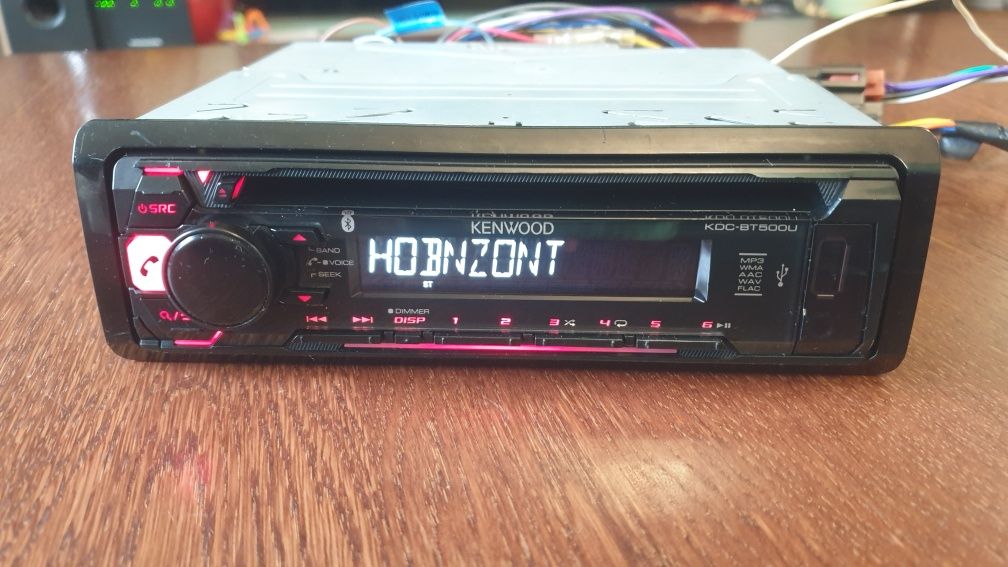 SRC
KENWOOD
KDC-BT500U
BAND
VOICE
SEEK
HOBNZONT
ST
MP3
WMA
AAC
WAV
FLAC
DIMMER
DISP 1 2 3 4 5 6